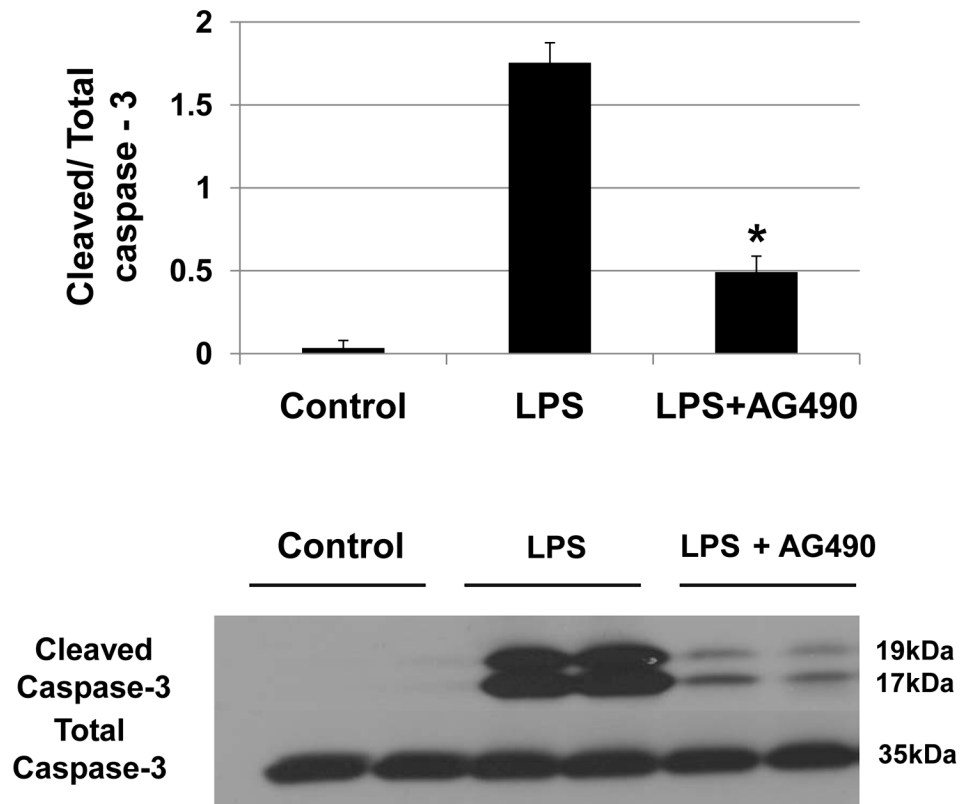 2
1.5
1
0.5
0
Cleaved/ Total
caspase - 3
*
Control LPS LPS+AG490
Control LPS LPS + AG490
Cleaved
Caspase-3
19kDa
17kDa
Total
Caspase-3
35kDa